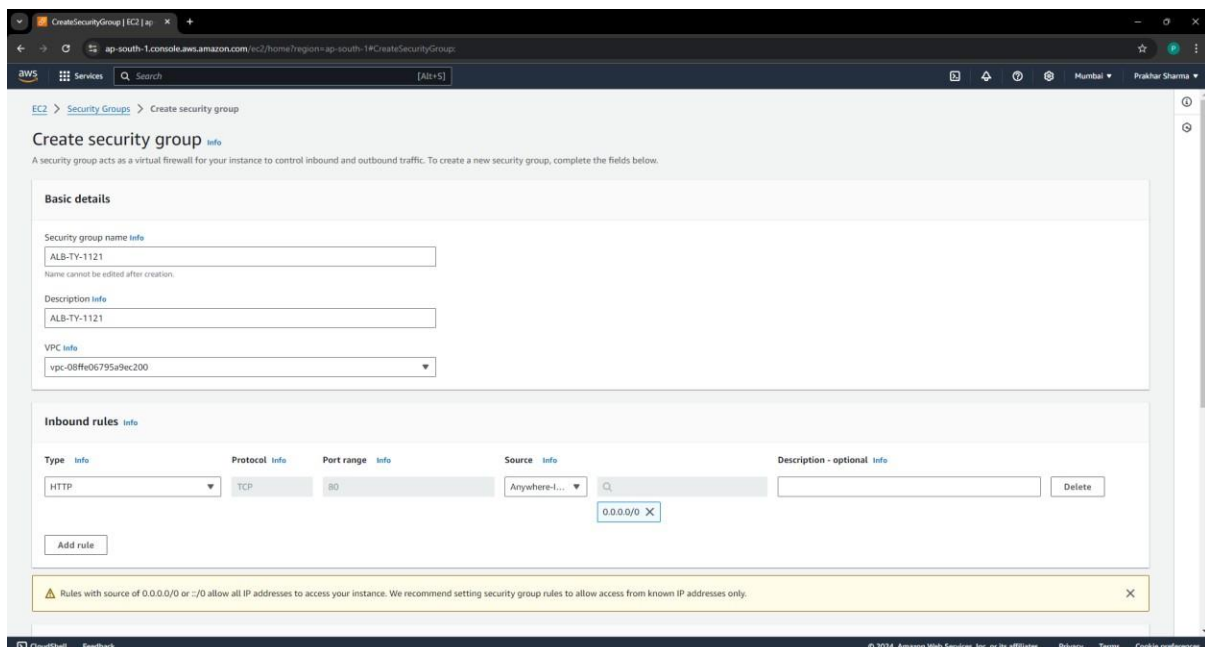 CreateSecurityGroup | EC2 | ap
ap-south-1.console.aws.amazon.com/ec2/home?region=ap-south-1#CreateSecurityGroup:
aws Services Search [Alt+S] Mumbai Prakhar Sharma
EC2 > Security Groups > Create security group
Create security group Info
A security group acts as a virtual firewall for your instance to control inbound and outbound traffic. To create a new security group, complete the fields below.
Basic details
Security group name Info
ALB-TY-1121
Name cannot be edited after creation.
Description Info
ALB-TY-1121
VPC Info
vpc-08ffe06795a9ec200
Inbound rules Info
Type Info Protocol Info Port range Info Source Info Description - optional Info
HTTP TCP 80 Anywhere-I... Delete
0.0.0.0/0
Add rule
Rules with source of 0.0.0.0/0 or ::/0 allow all IP addresses to access your instance. We recommend setting security group rules to allow access from known IP addresses only.
CloudShell Feedback © 2024, Amazon Web Services, Inc. or its affiliates. Privacy Terms Cookie preferences